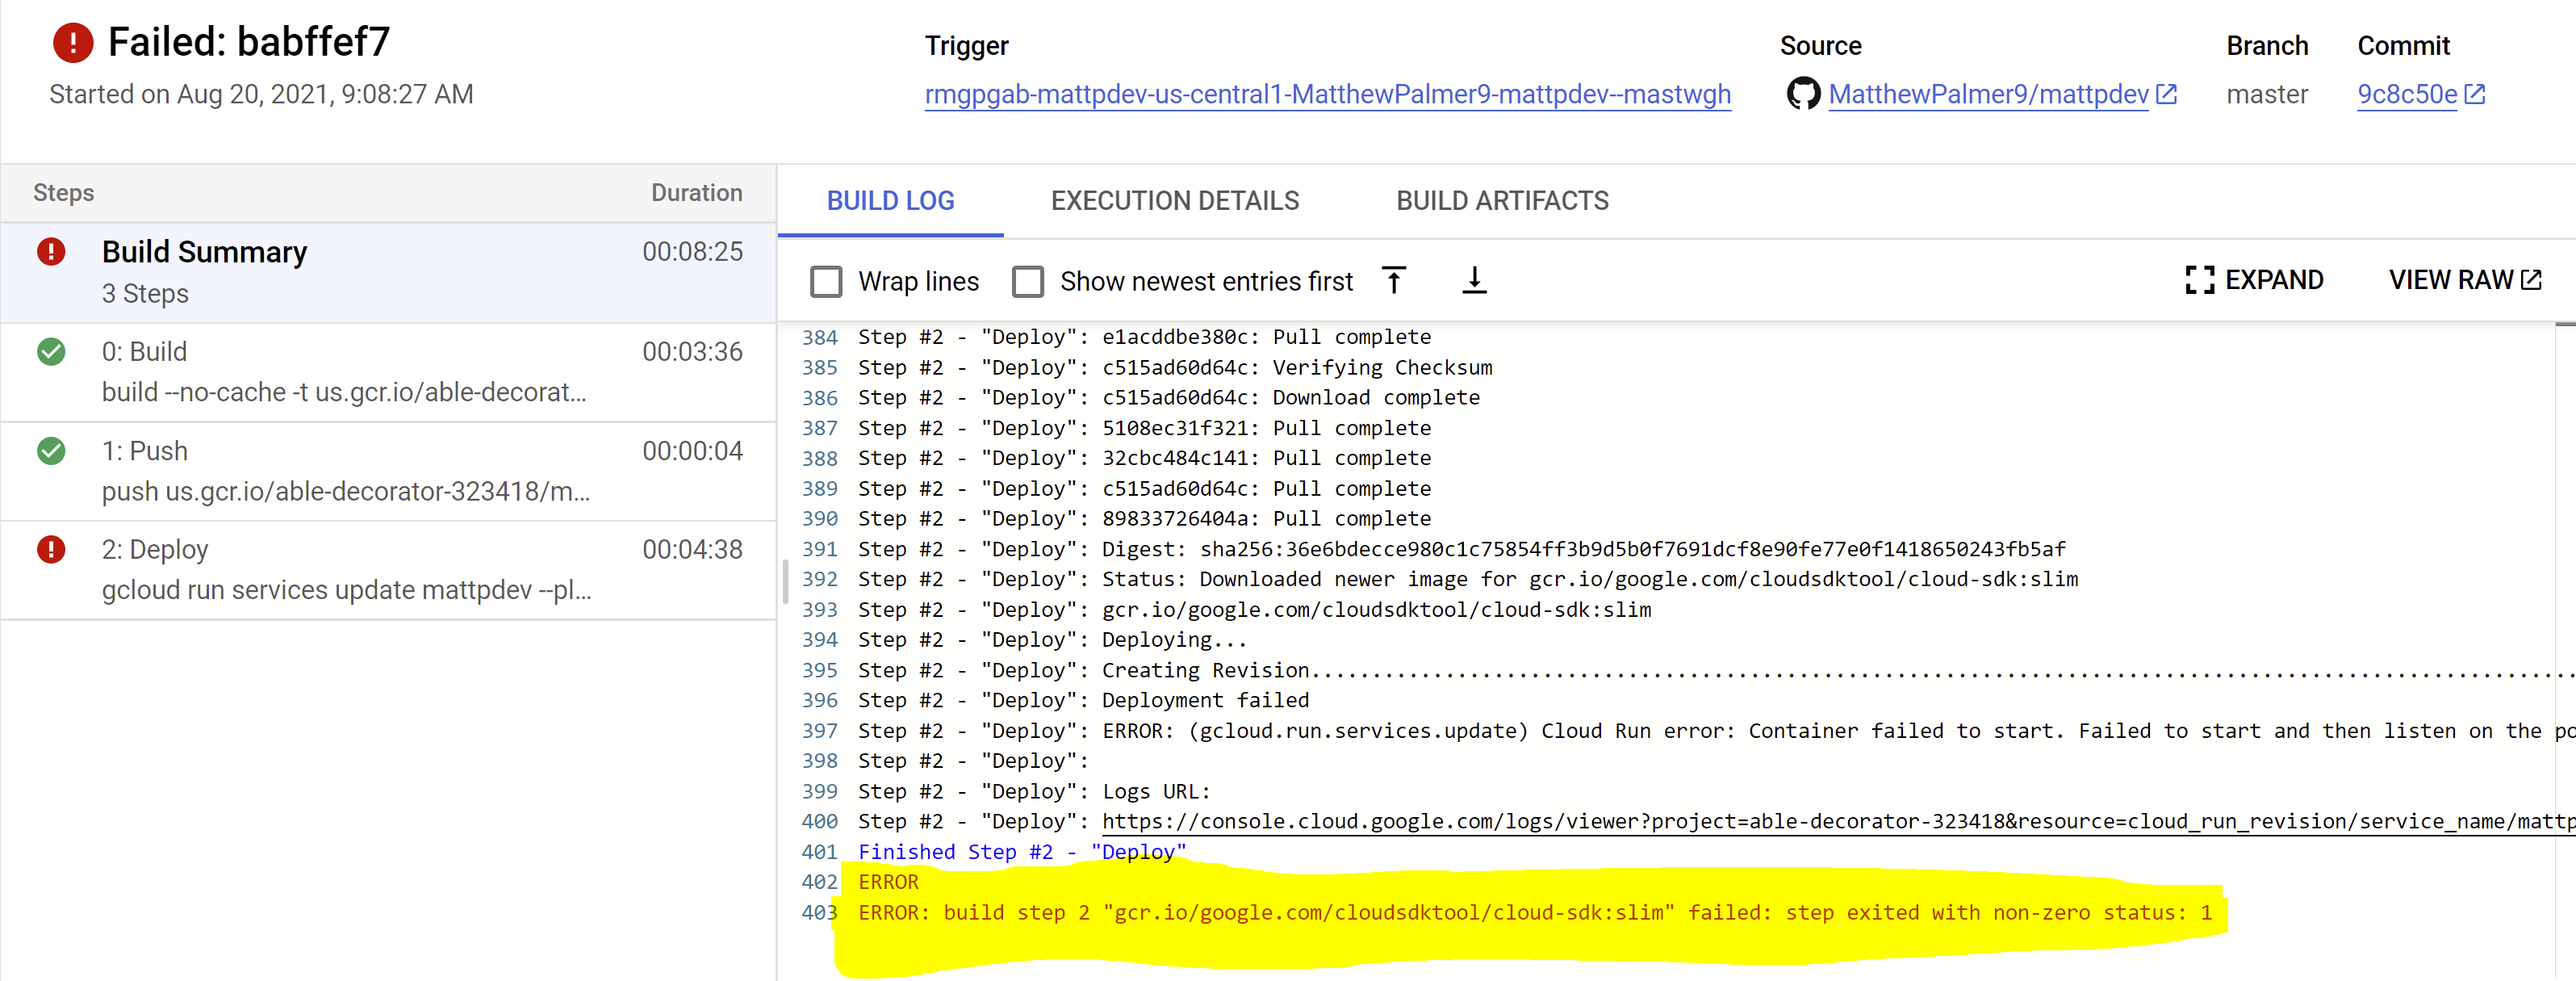 Failed: babffef7
Started on Aug 20, 2021, 9:08:27 AM
Trigger
rmgpgab-mattpdev-us-central1-MatthewPalmer9-mattpdev--mastwgh
Source
MatthewPalmer9/mattpdev
Branch
master
Commit
9c8c50e
Steps Duration
Build Summary 00:08:25
3 Steps
0: Build 00:03:36
build --no-cache -t us.gcr.io/able-decorat...
1: Push 00:00:04
push us.gcr.io/able-decorator-323418/m...
2: Deploy 00:04:38
gcloud run services update mattpdev --pl...
BUILD LOG EXECUTION DETAILS BUILD ARTIFACTS
Wrap lines Show newest entries first EXPAND VIEW RAW
384 Step #2 - "Deploy": e1acddbe380c: Pull complete
385 Step #2 - "Deploy": c515ad60d64c: Verifying Checksum
386 Step #2 - "Deploy": c515ad60d64c: Download complete
387 Step #2 - "Deploy": 5108ec31f321: Pull complete
388 Step #2 - "Deploy": 32cbc484c141: Pull complete
389 Step #2 - "Deploy": c515ad60d64c: Pull complete
390 Step #2 - "Deploy": 89833726404a: Pull complete
391 Step #2 - "Deploy": Digest: sha256:36e6bdecce980c1c75854ff3b9d5b0f7691dcf8e90fe77e0f1418650243fb5af
392 Step #2 - "Deploy": Status: Downloaded newer image for gcr.io/google.com/cloudsdktool/cloud-sdk:slim
393 Step #2 - "Deploy": gcr.io/google.com/cloudsdktool/cloud-sdk:slim
394 Step #2 - "Deploy": Deploying...
395 Step #2 - "Deploy": Creating Revision.......................................................................................................
396 Step #2 - "Deploy": Deployment failed
397 Step #2 - "Deploy": ERROR: (gcloud.run.services.update) Cloud Run error: Container failed to start. Failed to start and then listen on the po
398 Step #2 - "Deploy":
399 Step #2 - "Deploy": Logs URL:
400 Step #2 - "Deploy": https://console.cloud.google.com/logs/viewer?project=able-decorator-323418&resource=cloud_run_revision/service_name/mattp
401 Finished Step #2 - "Deploy"
402 ERROR
403 ERROR: build step 2 "gcr.io/google.com/cloudsdktool/cloud-sdk:slim" failed: step exited with non-zero status: 1